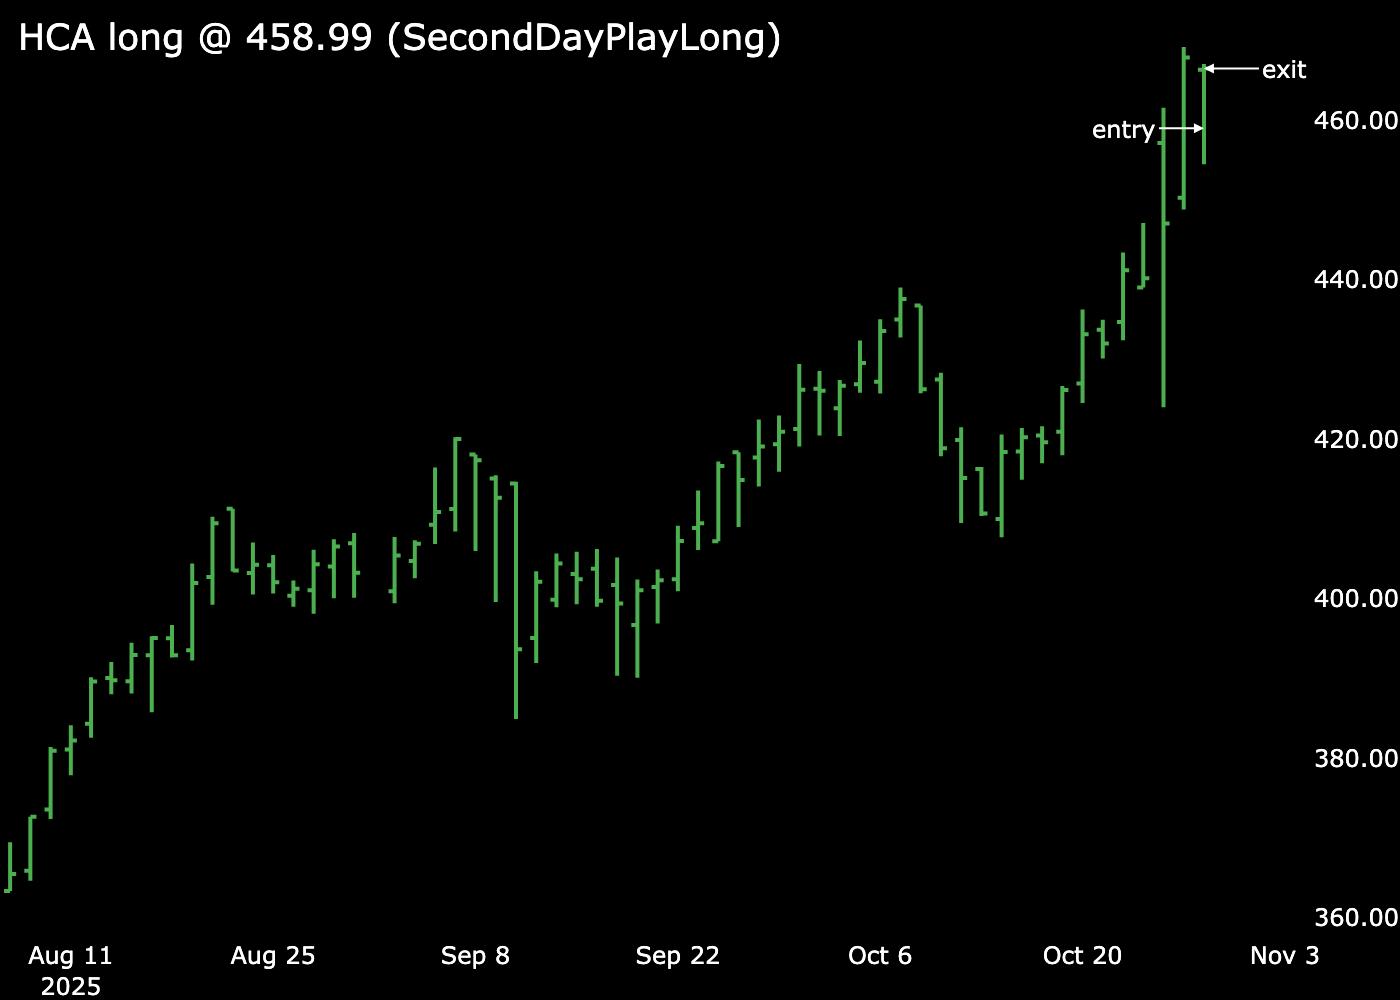 HCA long @ 458.99 (SecondDayPlayLong)
exit
entry
460.00
440.00
420.00
400.00
380.00
360.00
Aug 11
2025
Aug 25
Sep 8
Sep 22
Oct 6
Oct 20
Nov 3